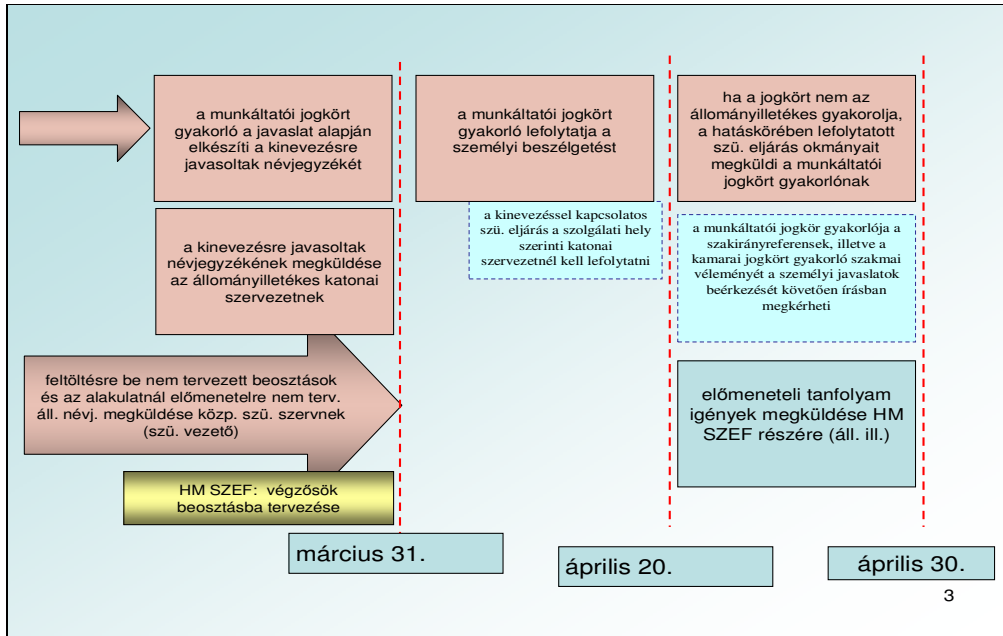 a munkáltatói jogkört
gyakorló a javaslat alapján
elkészíti a kinevezésre
javasoltak névjegyzékét
a munkáltatói jogkört
gyakorló lefolytatja a
személyi beszélgetést
ha a jogkört nem az
állományilletékes gyakorolja,
a hatáskörében lefolytatott
szü. eljárás okmányait
megküldi a munkáltatói
jogkört gyakorlónak
a kinevezésre javasoltak
névjegyzékének megküldése
az állományilletékes katonai
szervezetnek
a kinevezéssel kapcsolatos
szü. eljárás a szolgálati hely
szerinti katonai
szervezetnél kell lefolytatni
a munkáltatói jogkör gyakorlója a
szakirányreferensek, illetve a
kamarai jogkört gyakorló szakmai
véleményét a személyi javaslatok
beérkezését követően írásban
megkérheti
feltöltésre be nem tervezett beosztások
és az alakulatnál előmenetelre nem terv.
áll. névj. megküldése közp. szü. szervnek
(szü. vezető)
előmeneteli tanfolyam
igények megküldése HM
SZEF részére (áll. ill.)
HM SZEF: végzősök
beosztásba tervezése
március 31.
április 20.
április 30.
3